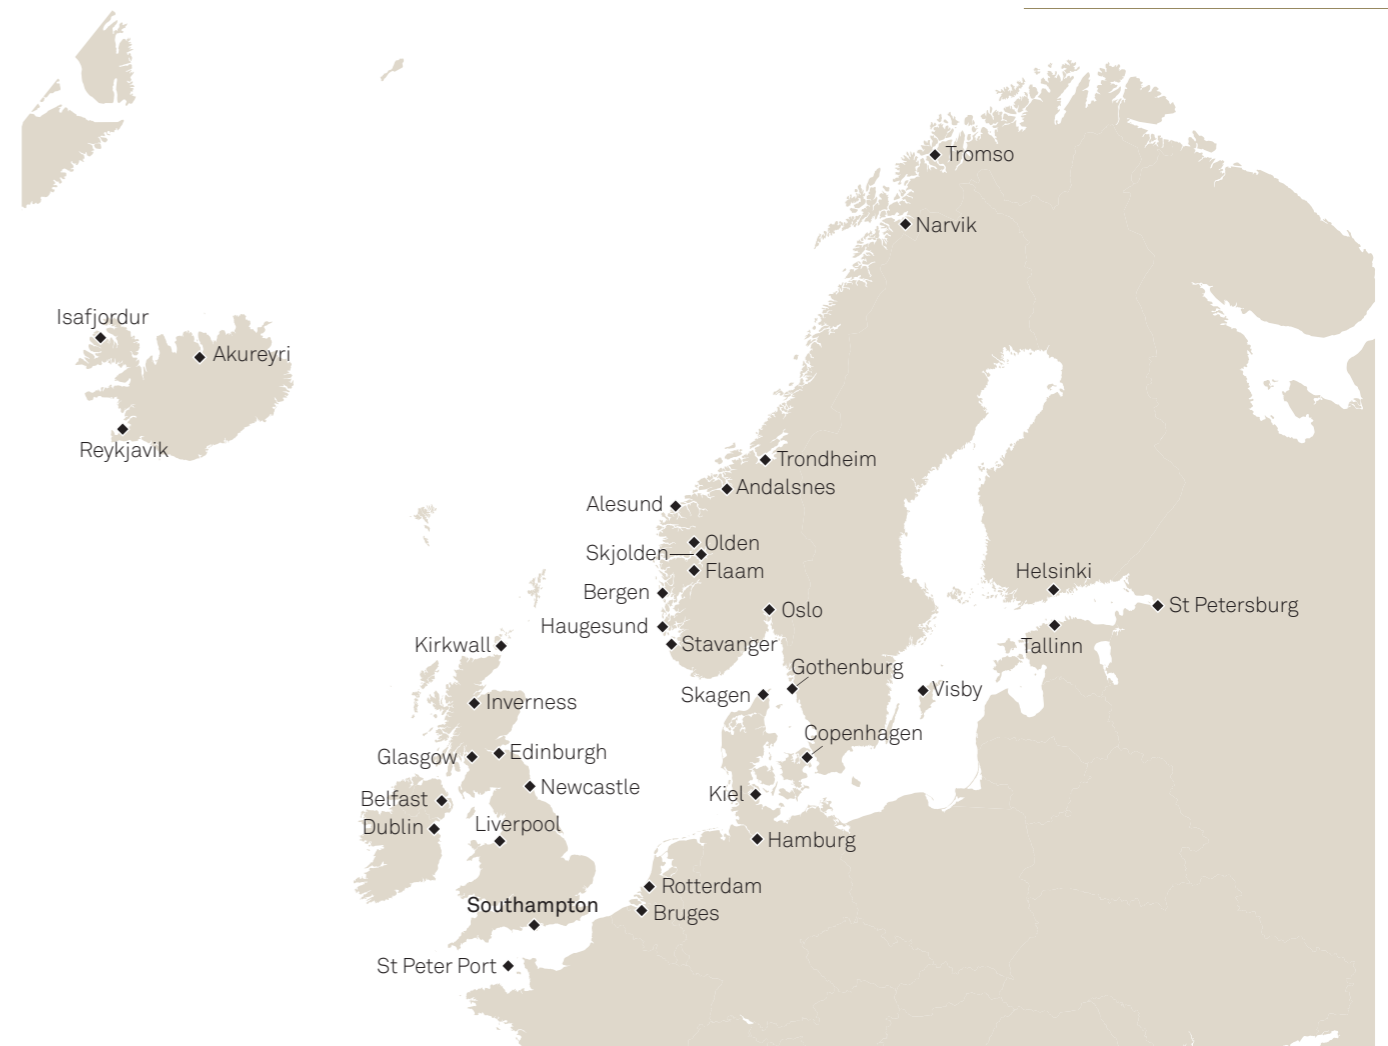 Tromso
Narvik
Isafjordur
Akureyri
Reykjavik
Trondheim
Andalsnes
Alesund
Olden
Skjolden
Flaam
Helsinki
Bergen
St Petersburg
Oslo
Haugesund
Kirkwall
Stavanger
Tallinn
Gothenburg
Skagen
Visby
Inverness
Copenhagen
Edinburgh
Glasgow
Newcastle
Kiel
Belfast
Liverpool
Dublin
Hamburg
Rotterdam
Southampton
Bruges
St Peter Port